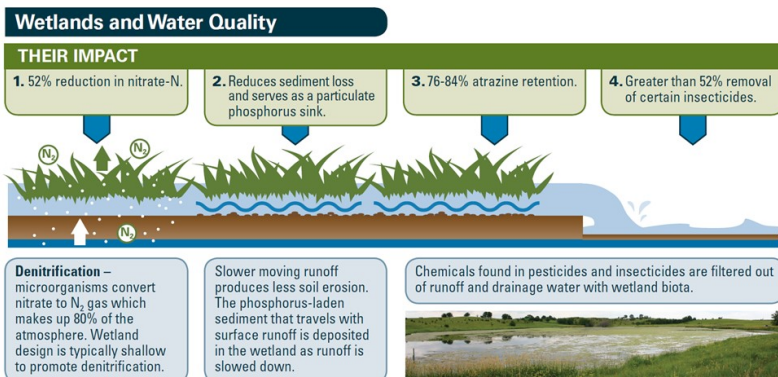 Wetlands and Water Quality
THEIR IMPACT
1. 52% reduction in nitrate-N.
2. Reduces sediment loss
and serves as a particulate
phosphorus sink.
3. 76-84% atrazine retention.
4. Greater than 52% removal
of certain insecticides.
N₂
N₂
N₂
Denitrification –
microorganisms convert
nitrate to N₂ gas which
makes up 80% of the
atmosphere. Wetland
design is typically shallow
to promote denitrification.
Slower moving runoff
produces less soil erosion.
The phosphorus-laden
sediment that travels with
surface runoff is deposited
in the wetland as runoff is
slowed down.
Chemicals found in pesticides and insecticides are filtered out
of runoff and drainage water with wetland biota.